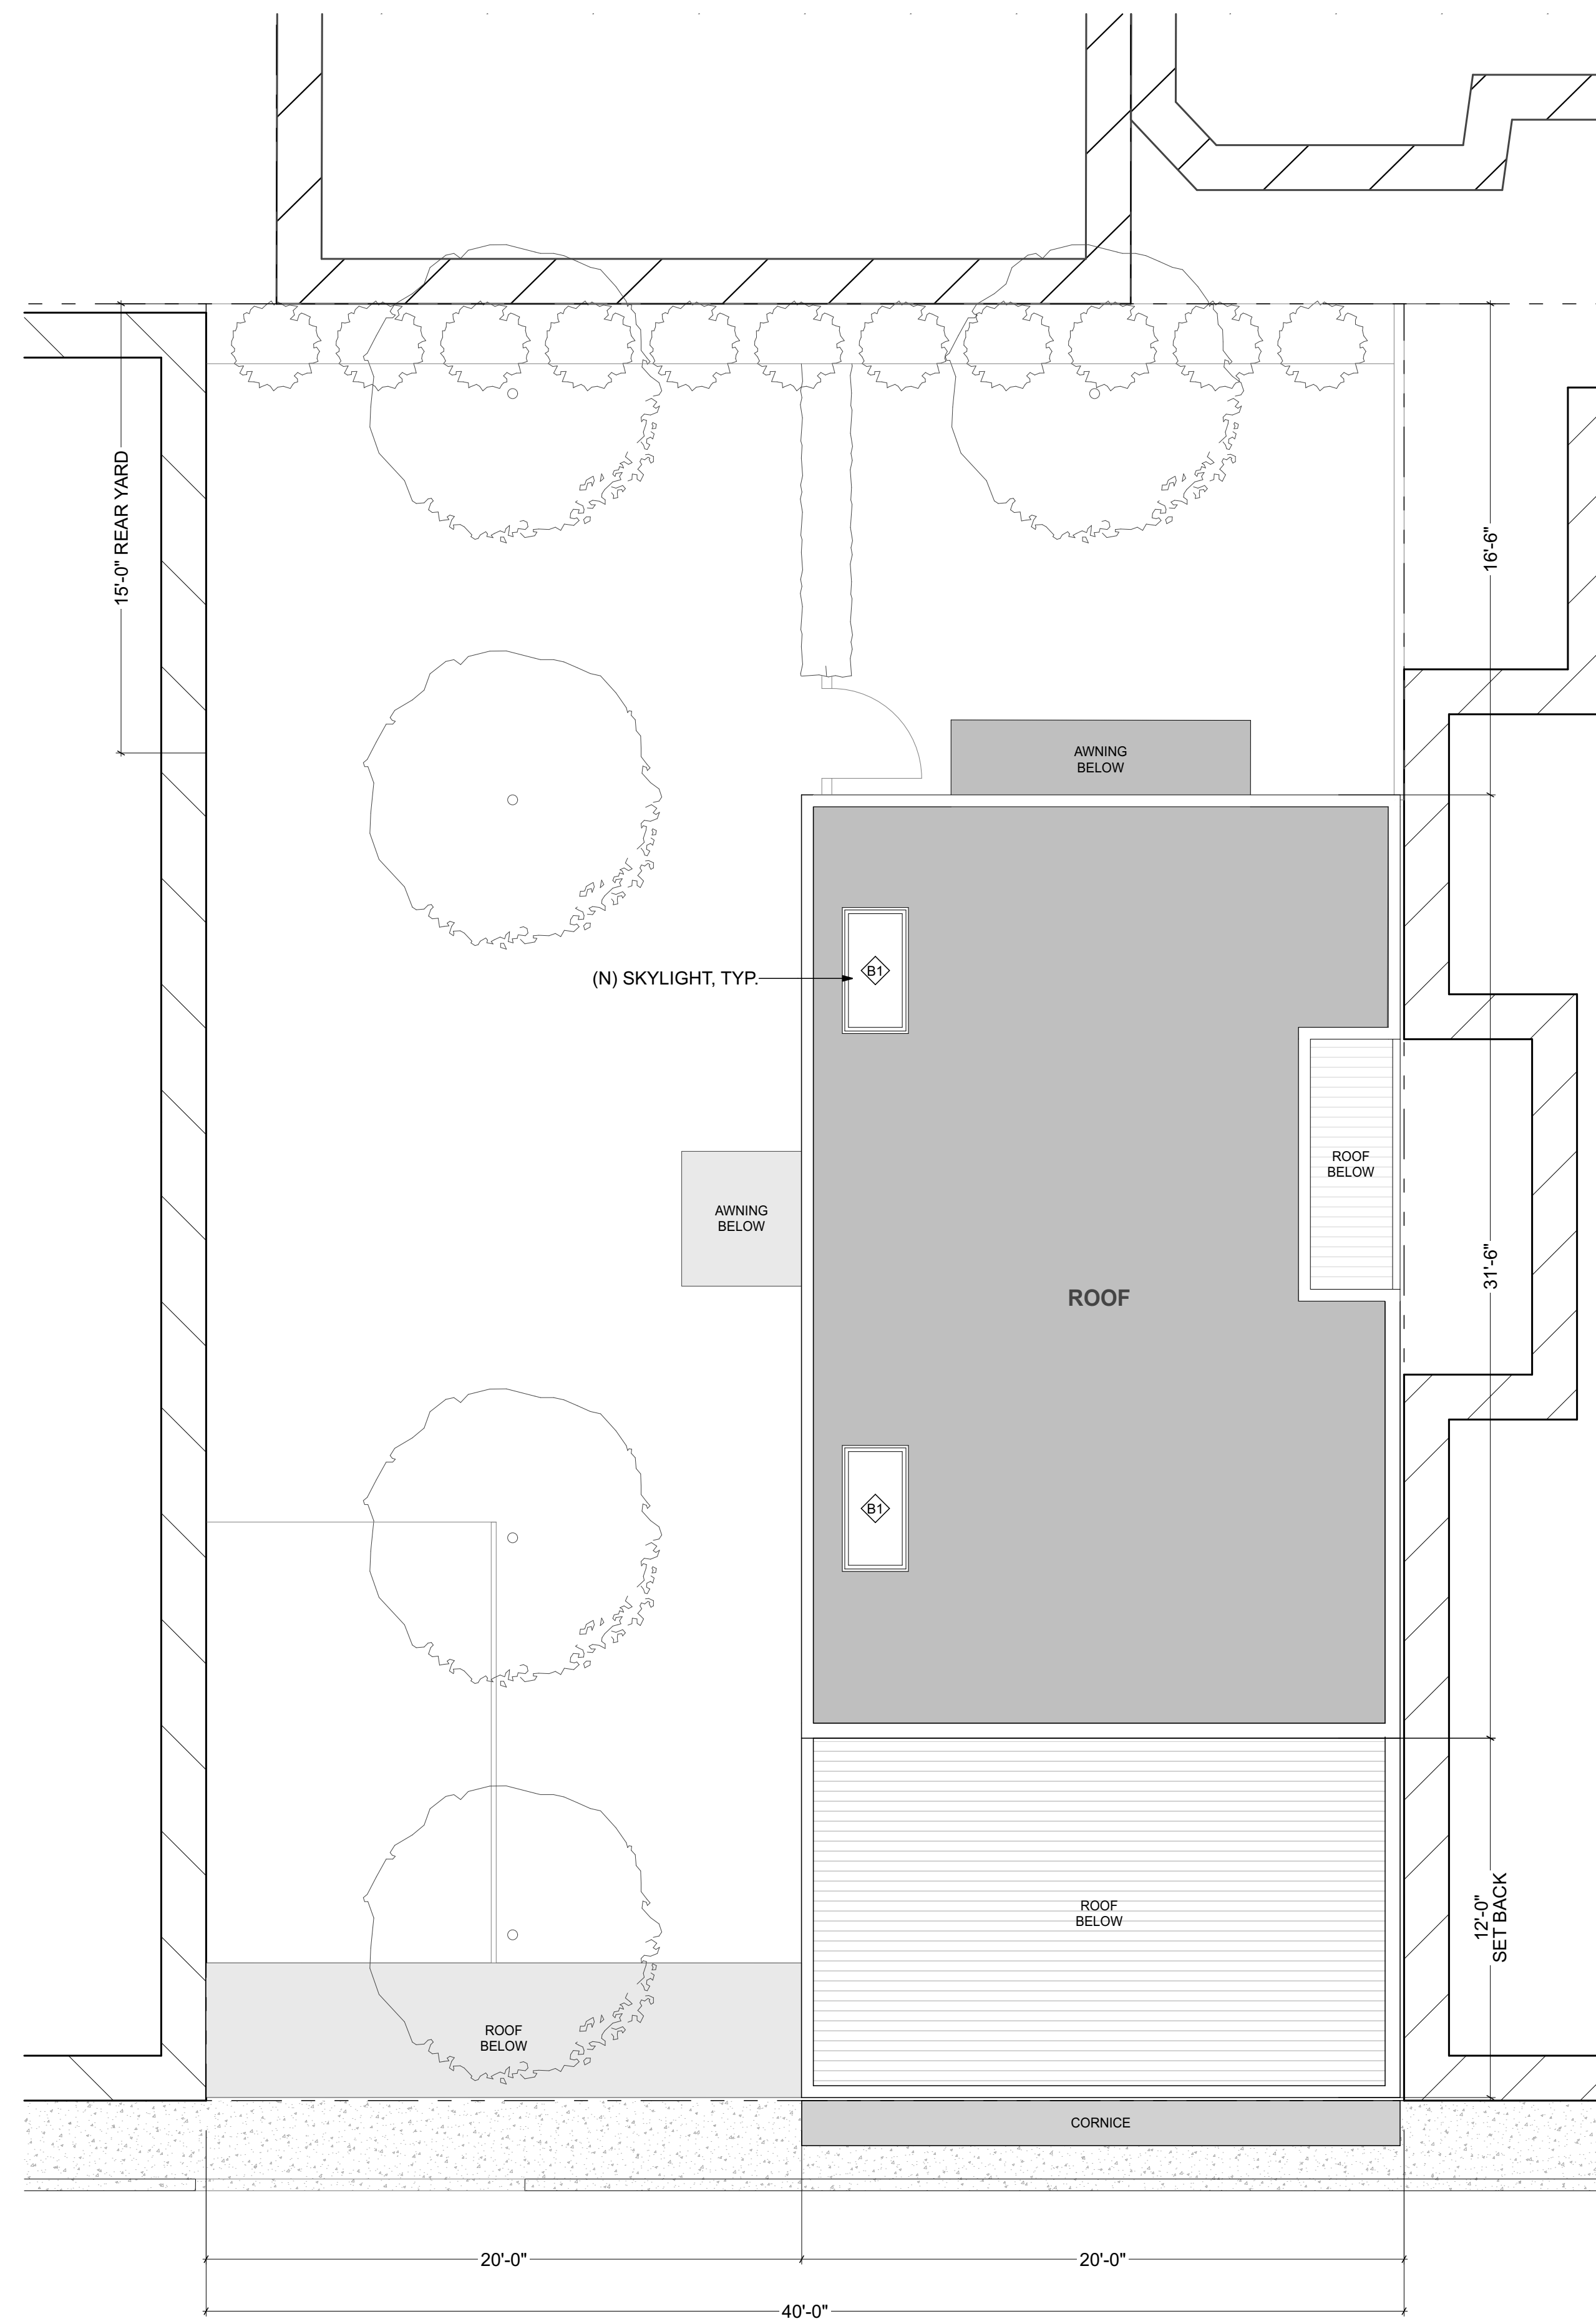 15'-0" REAR YARD
16'-6"
AWNING
BELOW
(N) SKYLIGHT, TYP.
B1
ROOF
BELOW
AWNING
BELOW
31'-6"
ROOF
B1
ROOF
BELOW
12'-0"
SET BACK
ROOF
BELOW
CORNICE
20'-0"
20'-0"
40'-0"